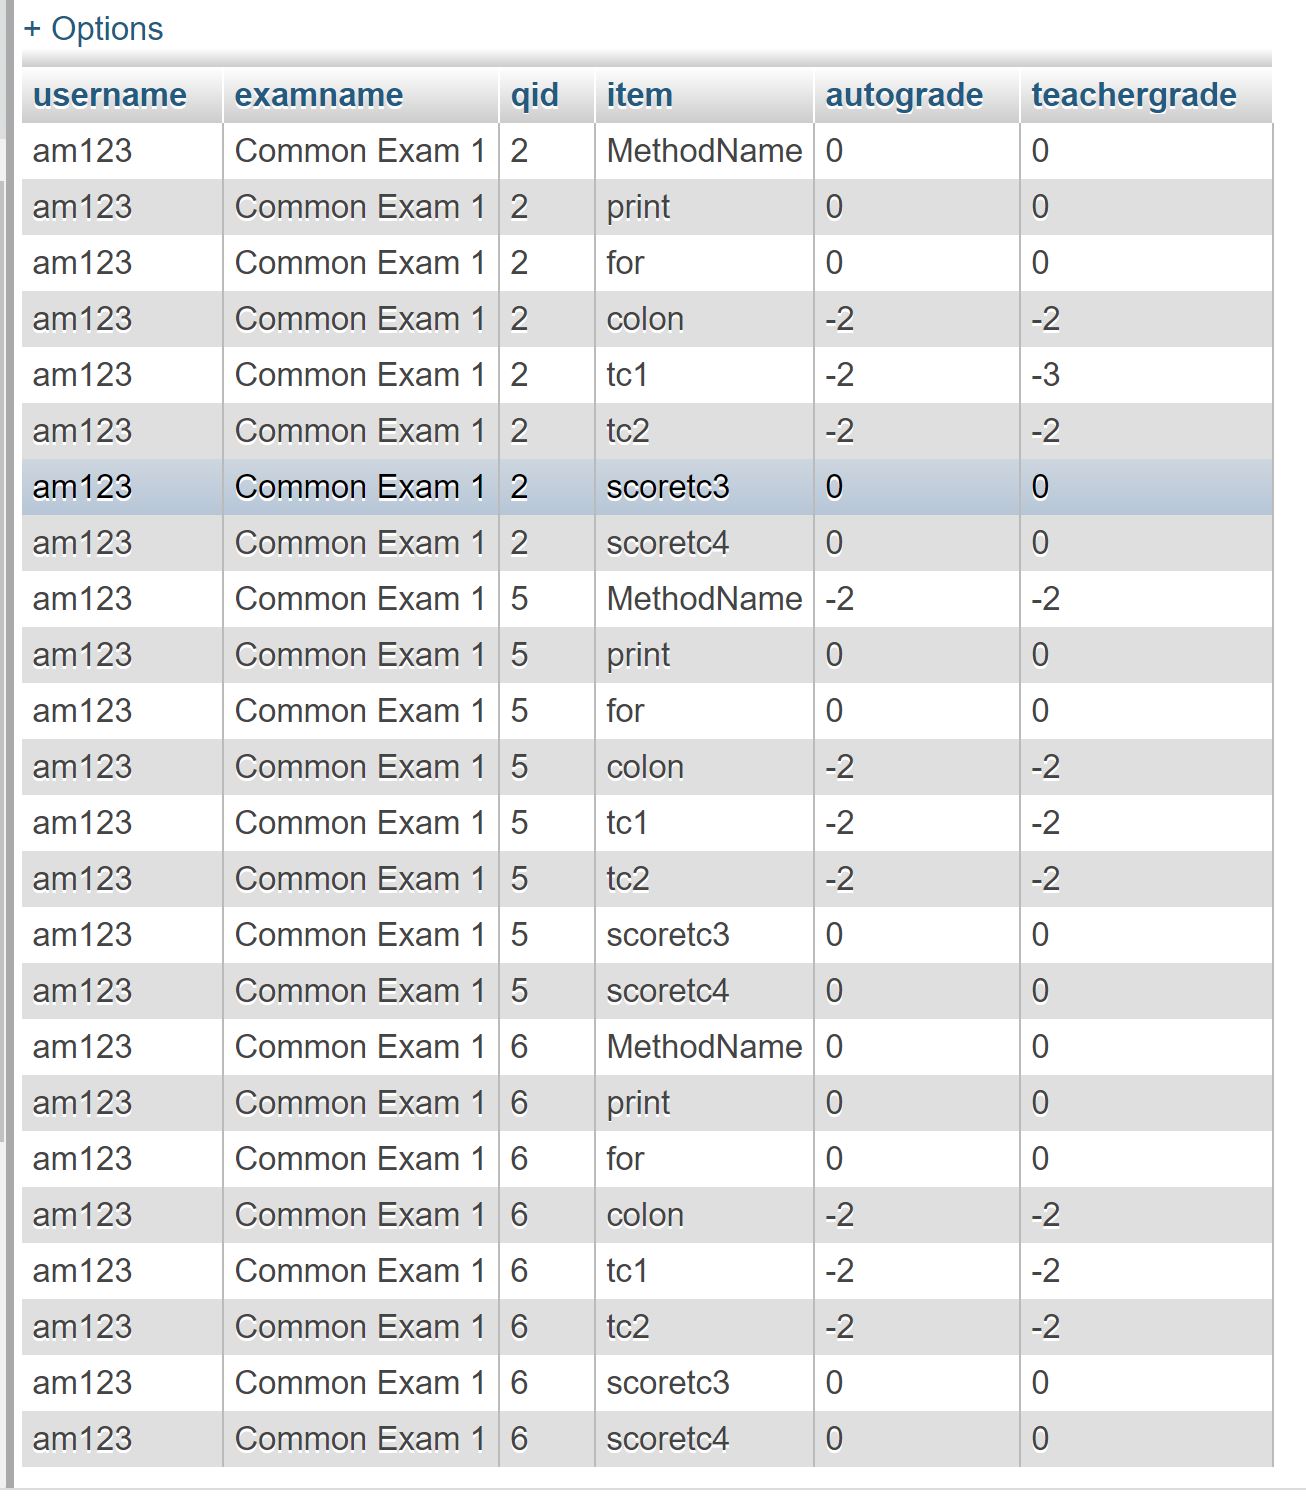 + Options
username examname qid item autograde teachergrade
am123 Common Exam 1 2 MethodName 0 0
am123 Common Exam 1 2 print 0 0
am123 Common Exam 1 2 for 0 0
am123 Common Exam 1 2 colon -2 -2
am123 Common Exam 1 2 tc1 -2 -3
am123 Common Exam 1 2 tc2 -2 -2
am123 Common Exam 1 2 scoretc3 0 0
am123 Common Exam 1 2 scoretc4 0 0
am123 Common Exam 1 5 MethodName -2 -2
am123 Common Exam 1 5 print 0 0
am123 Common Exam 1 5 for 0 0
am123 Common Exam 1 5 colon -2 -2
am123 Common Exam 1 5 tc1 -2 -2
am123 Common Exam 1 5 tc2 -2 -2
am123 Common Exam 1 5 scoretc3 0 0
am123 Common Exam 1 5 scoretc4 0 0
am123 Common Exam 1 6 MethodName 0 0
am123 Common Exam 1 6 print 0 0
am123 Common Exam 1 6 for 0 0
am123 Common Exam 1 6 colon -2 -2
am123 Common Exam 1 6 tc1 -2 -2
am123 Common Exam 1 6 tc2 -2 -2
am123 Common Exam 1 6 scoretc3 0 0
am123 Common Exam 1 6 scoretc4 0 0